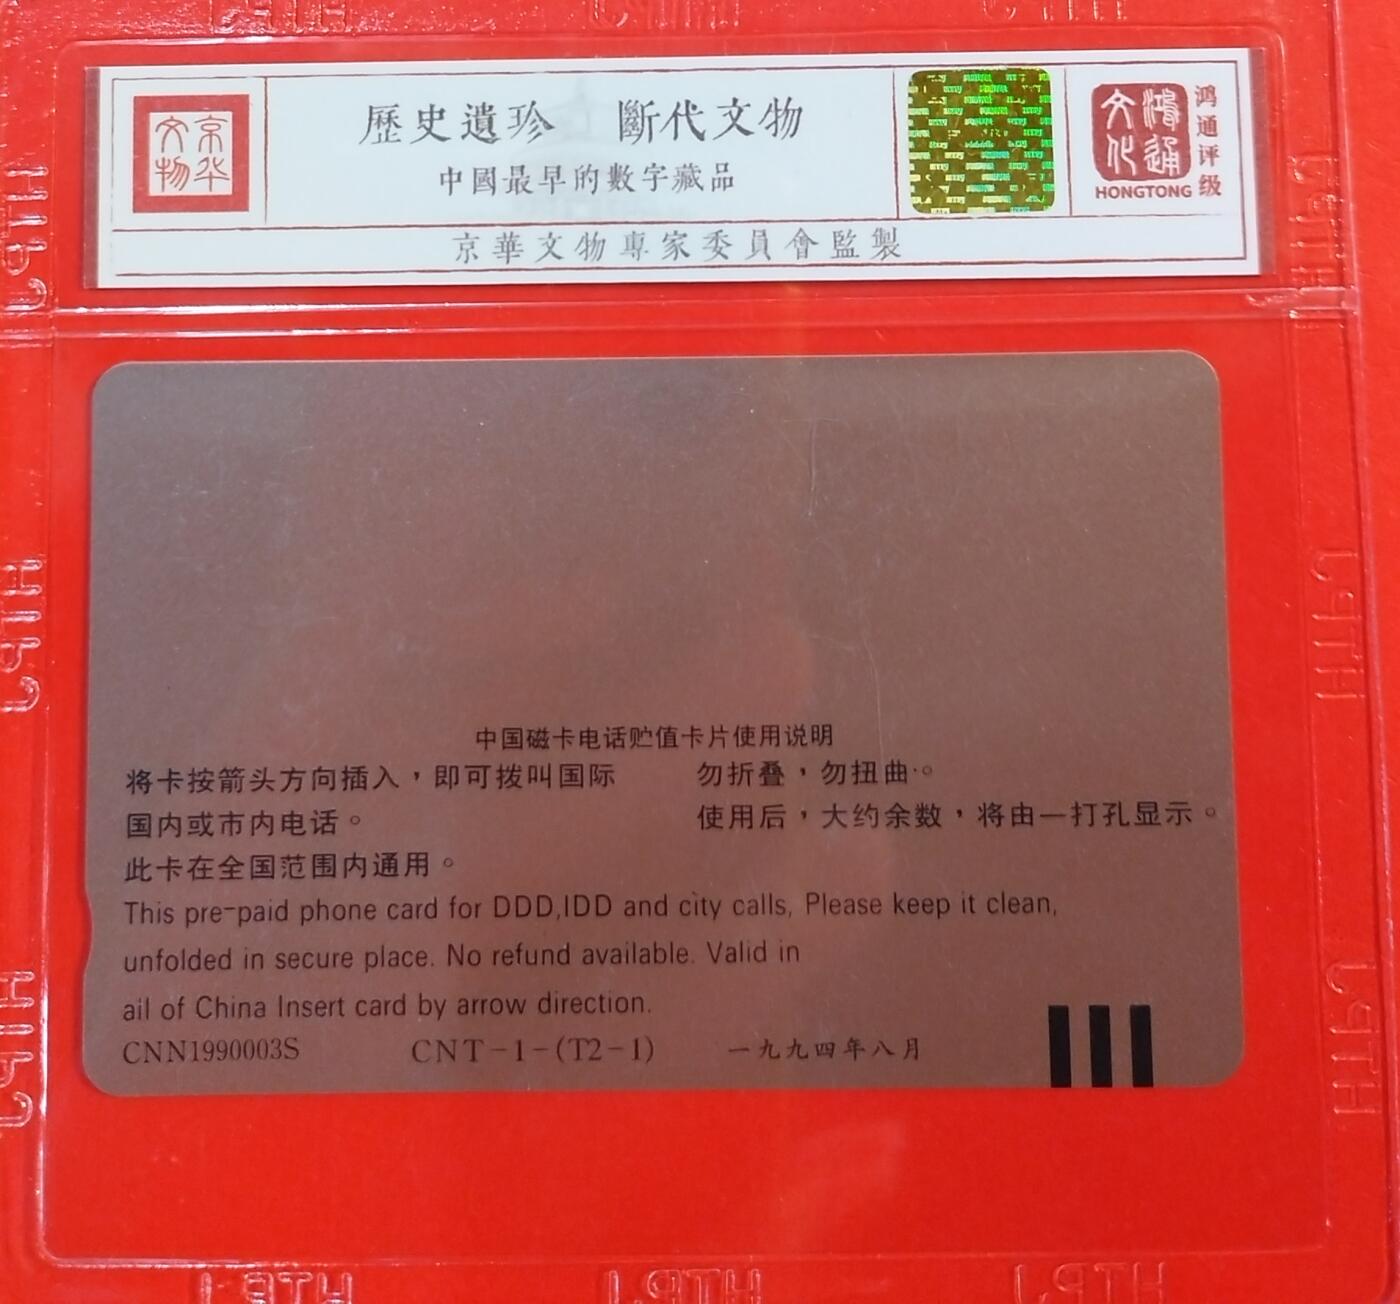 京华
文物
歷史遺珍 斷代文物
中國最早的數字藏品
京華文物專家委員會監製
鴻通
文化
HONGTONG
鸿通评级
中国磁卡电话贮值卡片使用说明
将卡按箭头方向插入，即可拨叫国际
国内或市内电话。
此卡在全国范围内通用。
勿折叠，勿扭曲。
使用后，大约余数，将由一打孔显示。
This pre-paid phone card for DDD,IDD and city calls, Please keep it clean,
unfolded in secure place. No refund available. Valid in
ail of China Insert card by arrow direction.
CNN1990003S CNT-1-(T2-1) 一九九四年八月